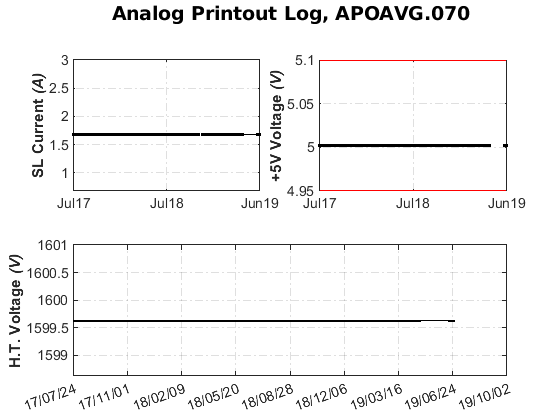 Analog Printout Log, APOAVG.070
SL Current (A)
3
2.5
2
1.5
1
Jul17 Jul18 Jun19
+5V Voltage (V)
5.1
5.05
5
4.95
Jul17 Jul18 Jun19
H.T. Voltage (V)
1601
1600.5
1600
1599.5
1599
17/07/24 17/11/01 18/02/09 18/05/20 18/08/28 18/12/06 19/03/16 19/06/24 19/10/02